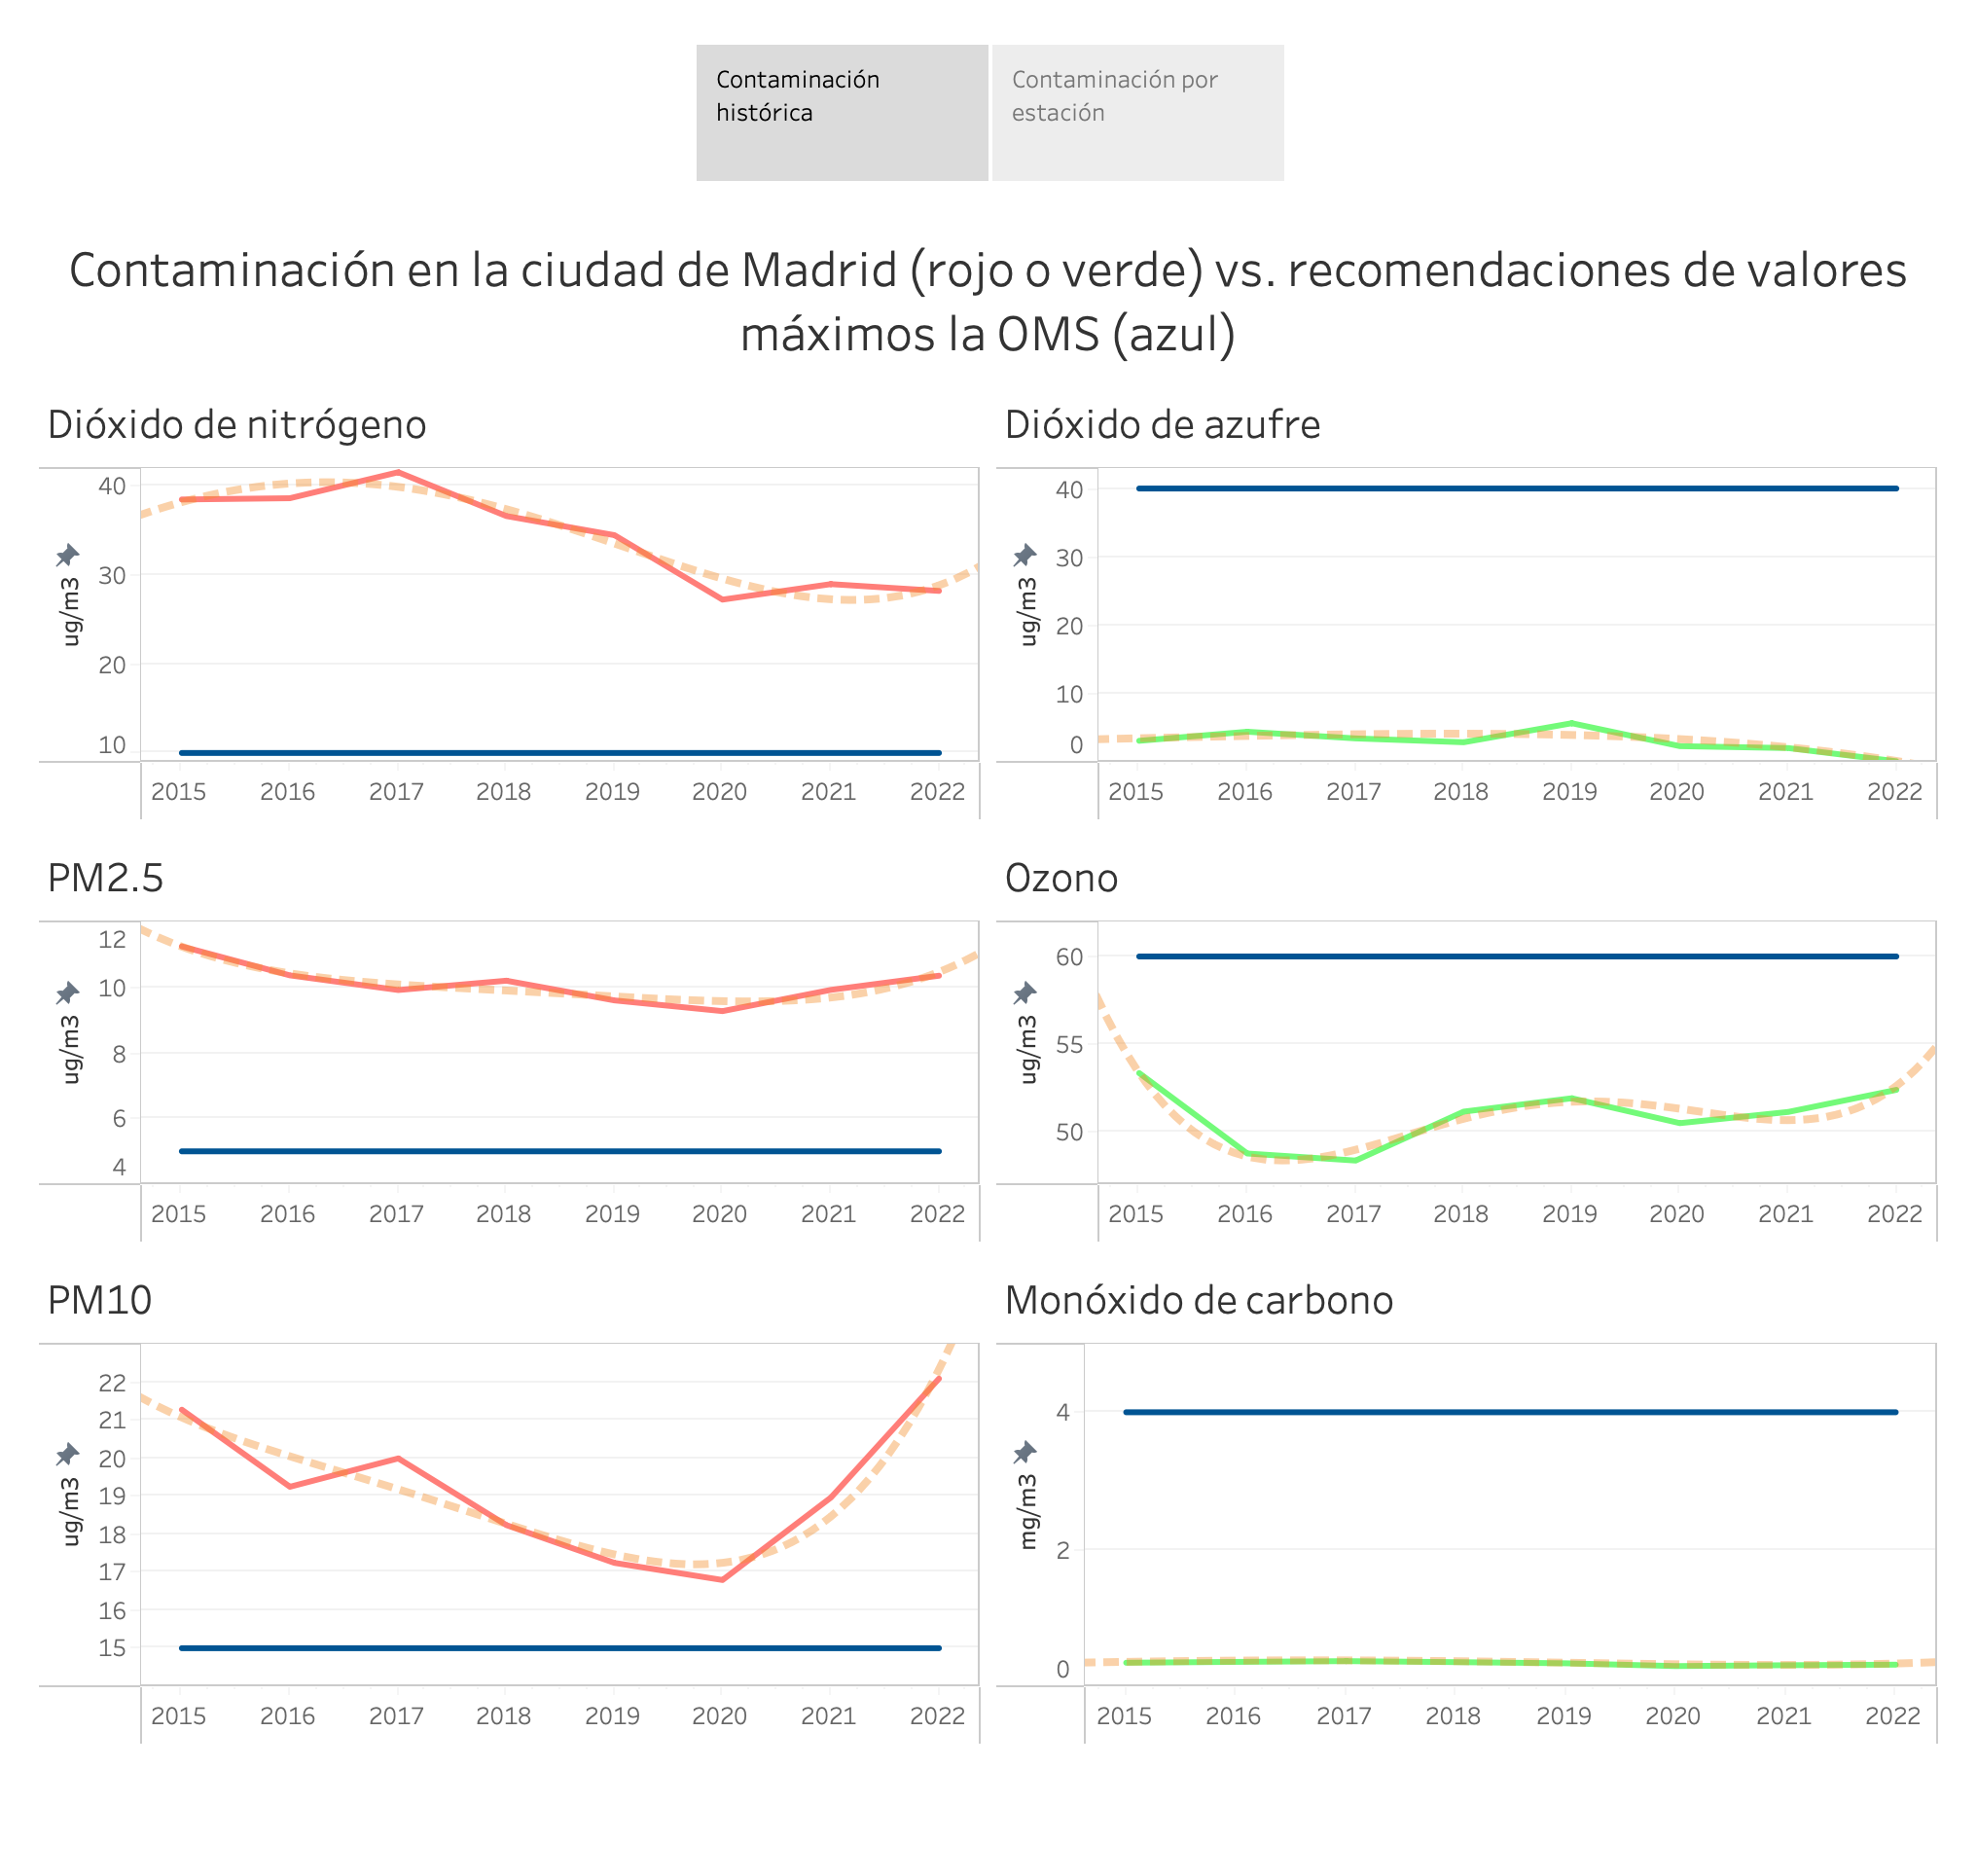 Contaminación
histórica
Contaminación por
estación
Contaminación en la ciudad de Madrid (rojo o verde) vs. recomendaciones de valores
máximos la OMS (azul)
Dióxido de nitrógeno
40
30
20
10
ug/m3
2015 2016 2017 2018 2019 2020 2021 2022
Dióxido de azufre
40
30
20
10
0
ug/m3
2015 2016 2017 2018 2019 2020 2021 2022
PM2.5
12
10
8
6
4
ug/m3
2015 2016 2017 2018 2019 2020 2021 2022
Ozono
60
55
50
ug/m3
2015 2016 2017 2018 2019 2020 2021 2022
PM10
22
21
20
19
18
17
16
15
ug/m3
2015 2016 2017 2018 2019 2020 2021 2022
Monóxido de carbono
4
2
0
mg/m3
2015 2016 2017 2018 2019 2020 2021 2022